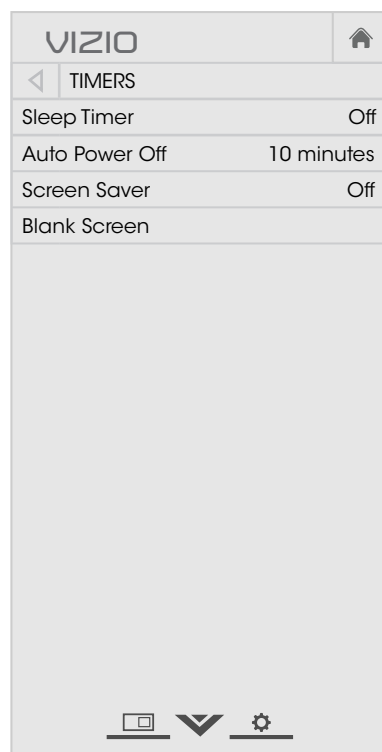 VIZIO
TIMERS
Sleep Timer Off
Auto Power Off 10 minutes
Screen Saver Off
Blank Screen